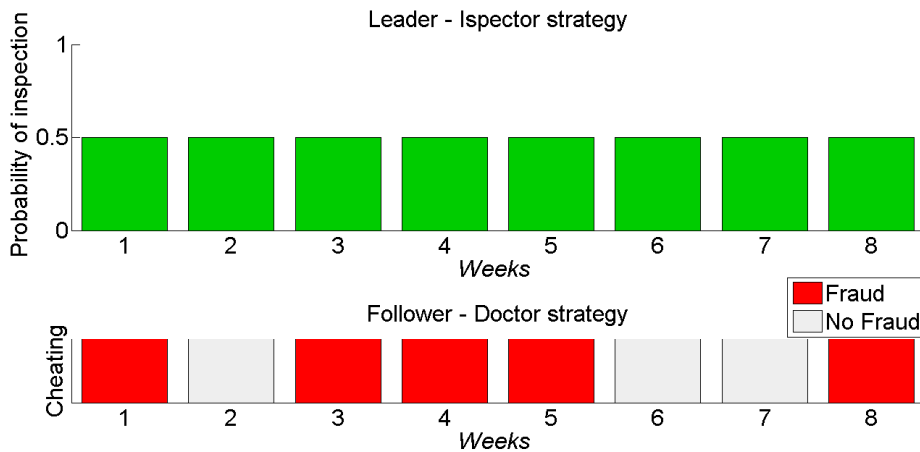 Leader - Ispector strategy
Probability of inspection
1
0.5
0
1 2 3 4 5 6 7 8
Weeks
Fraud
No Fraud
Follower - Doctor strategy
Cheating
1 2 3 4 5 6 7 8
Weeks